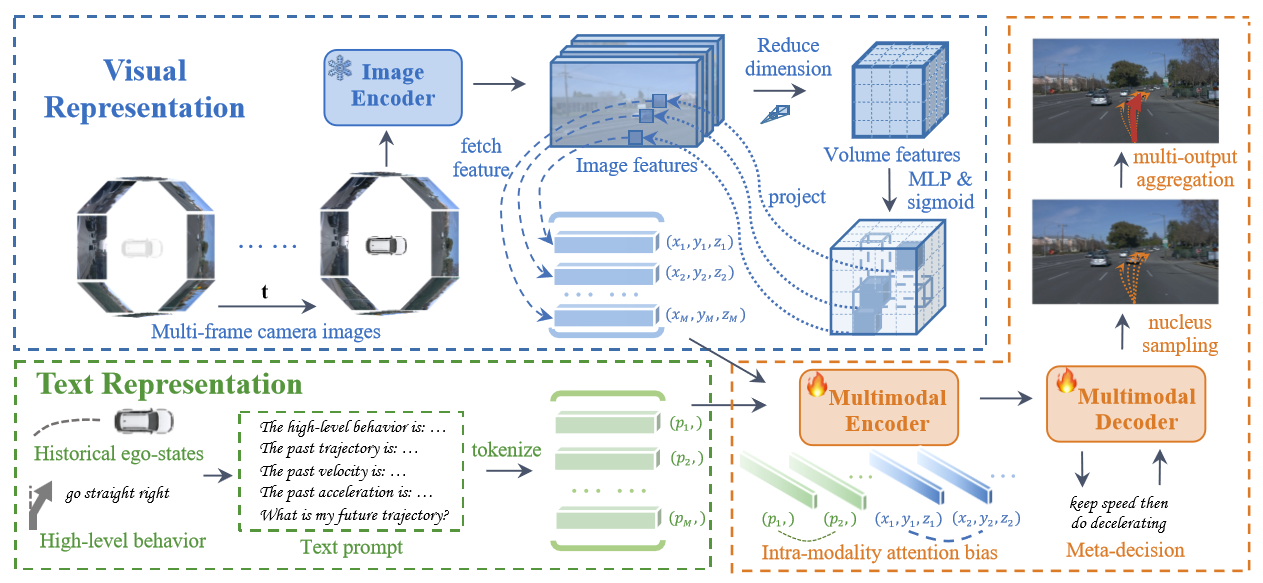 Visual
Representation
Image
Encoder
Reduce
dimension
fetch
feature
Image features
Volume features
MLP &
sigmoid
project
(x₁, y₁, z₁)
(x₂, y₂, z₂)
... ...
(x_M, y_M, z_M)
... ...
t
Multi-frame camera images
Text Representation
Historical ego-states
go straight right
High-level behavior
The high-level behavior is: ...
The past trajectory is: ...
The past velocity is: ...
The past acceleration is: ...
What is my future trajectory?
Text prompt
tokenize
(p₁,)
(p₂,)
... ...
(p_M,)
multi-output
aggregation
nucleus
sampling
Multimodal
Encoder
Multimodal
Decoder
... ...
(p₁,) (p₂,) (x₁, y₁, z₁) (x₂, y₂, z₂)
Intra-modality attention bias
keep speed then
do decelerating
Meta-decision